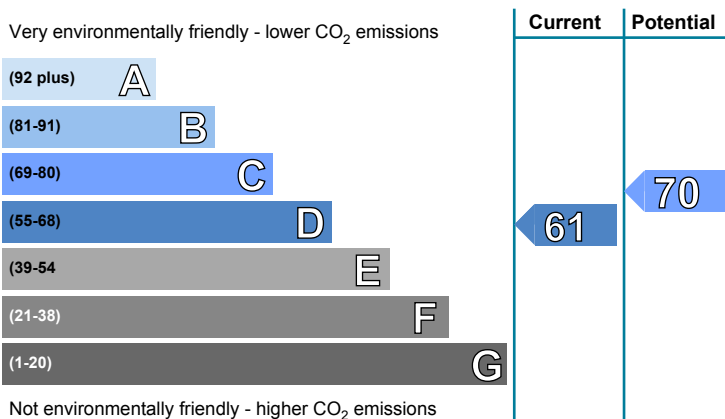 Very environmentally friendly - lower CO2 emissions
Current
Potential
(92 plus) A
(81-91) B
(69-80) C
(55-68) D
(39-54 E
(21-38) F
(1-20) G
61
70
Not environmentally friendly - higher CO2 emissions